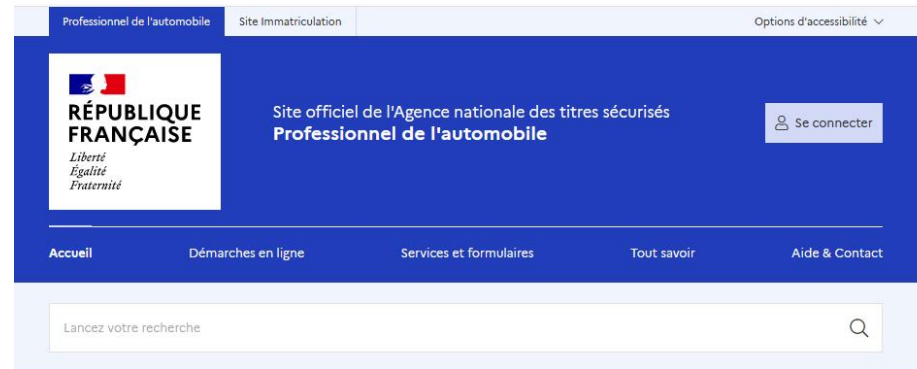 Professionnel de l'automobile
Site Immatriculation
Options d'accessibilité
RÉPUBLIQUE
FRANÇAISE
Liberté
Égalité
Fraternité
Site officiel de l'Agence nationale des titres sécurisés
Professionnel de l'automobile
Se connecter
Accueil
Démarches en ligne
Services et formulaires
Tout savoir
Aide & Contact
Lancez votre recherche